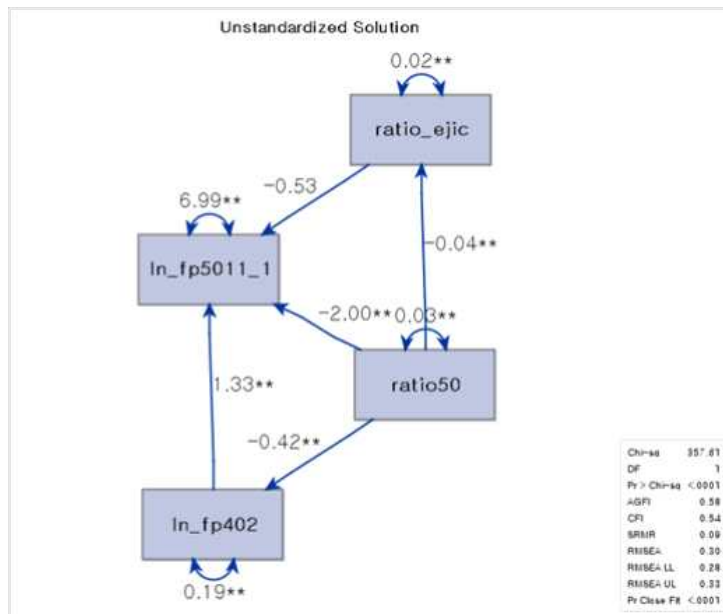 Unstandardized Solution
0.02**
ratio_ejic
-0.53
6.99**
ln_fp5011_1
-0.04**
-2.00**
0.03**
ratio50
1.33**
-0.42**
ln_fp402
0.19**
Chi-sq 357.61
DF 1
Pr > Chi-sq <.0001
AGFI 0.58
CFI 0.54
SRMR 0.09
RMSEA 0.30
RMSEA LL 0.28
RMSEA UL 0.33
Pr Close Fit <.0001